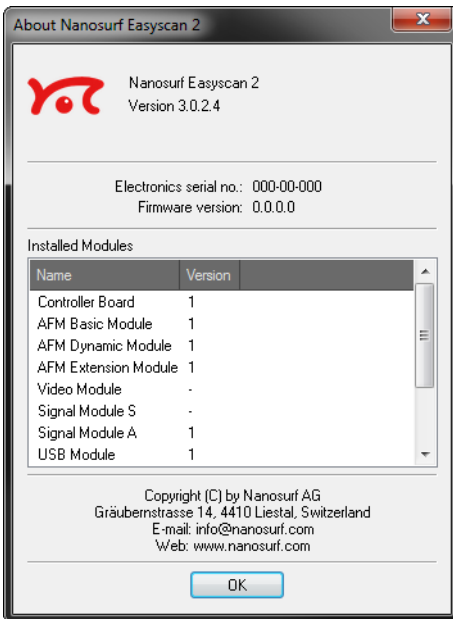 About Nanosurf Easyscan 2
Nanosurf Easyscan 2
Version 3.0.2.4
Electronics serial no.: 000-00-000
Firmware version: 0.0.0.0
Installed Modules
Name Version
Controller Board 1
AFM Basic Module 1
AFM Dynamic Module 1
AFM Extension Module 1
Video Module -
Signal Module S -
Signal Module A 1
USB Module 1
Copyright (C) by Nanosurf AG
Gräubernstrasse 14, 4410 Liestal, Switzerland
E-mail: info@nanosurf.com
Web: www.nanosurf.com
OK